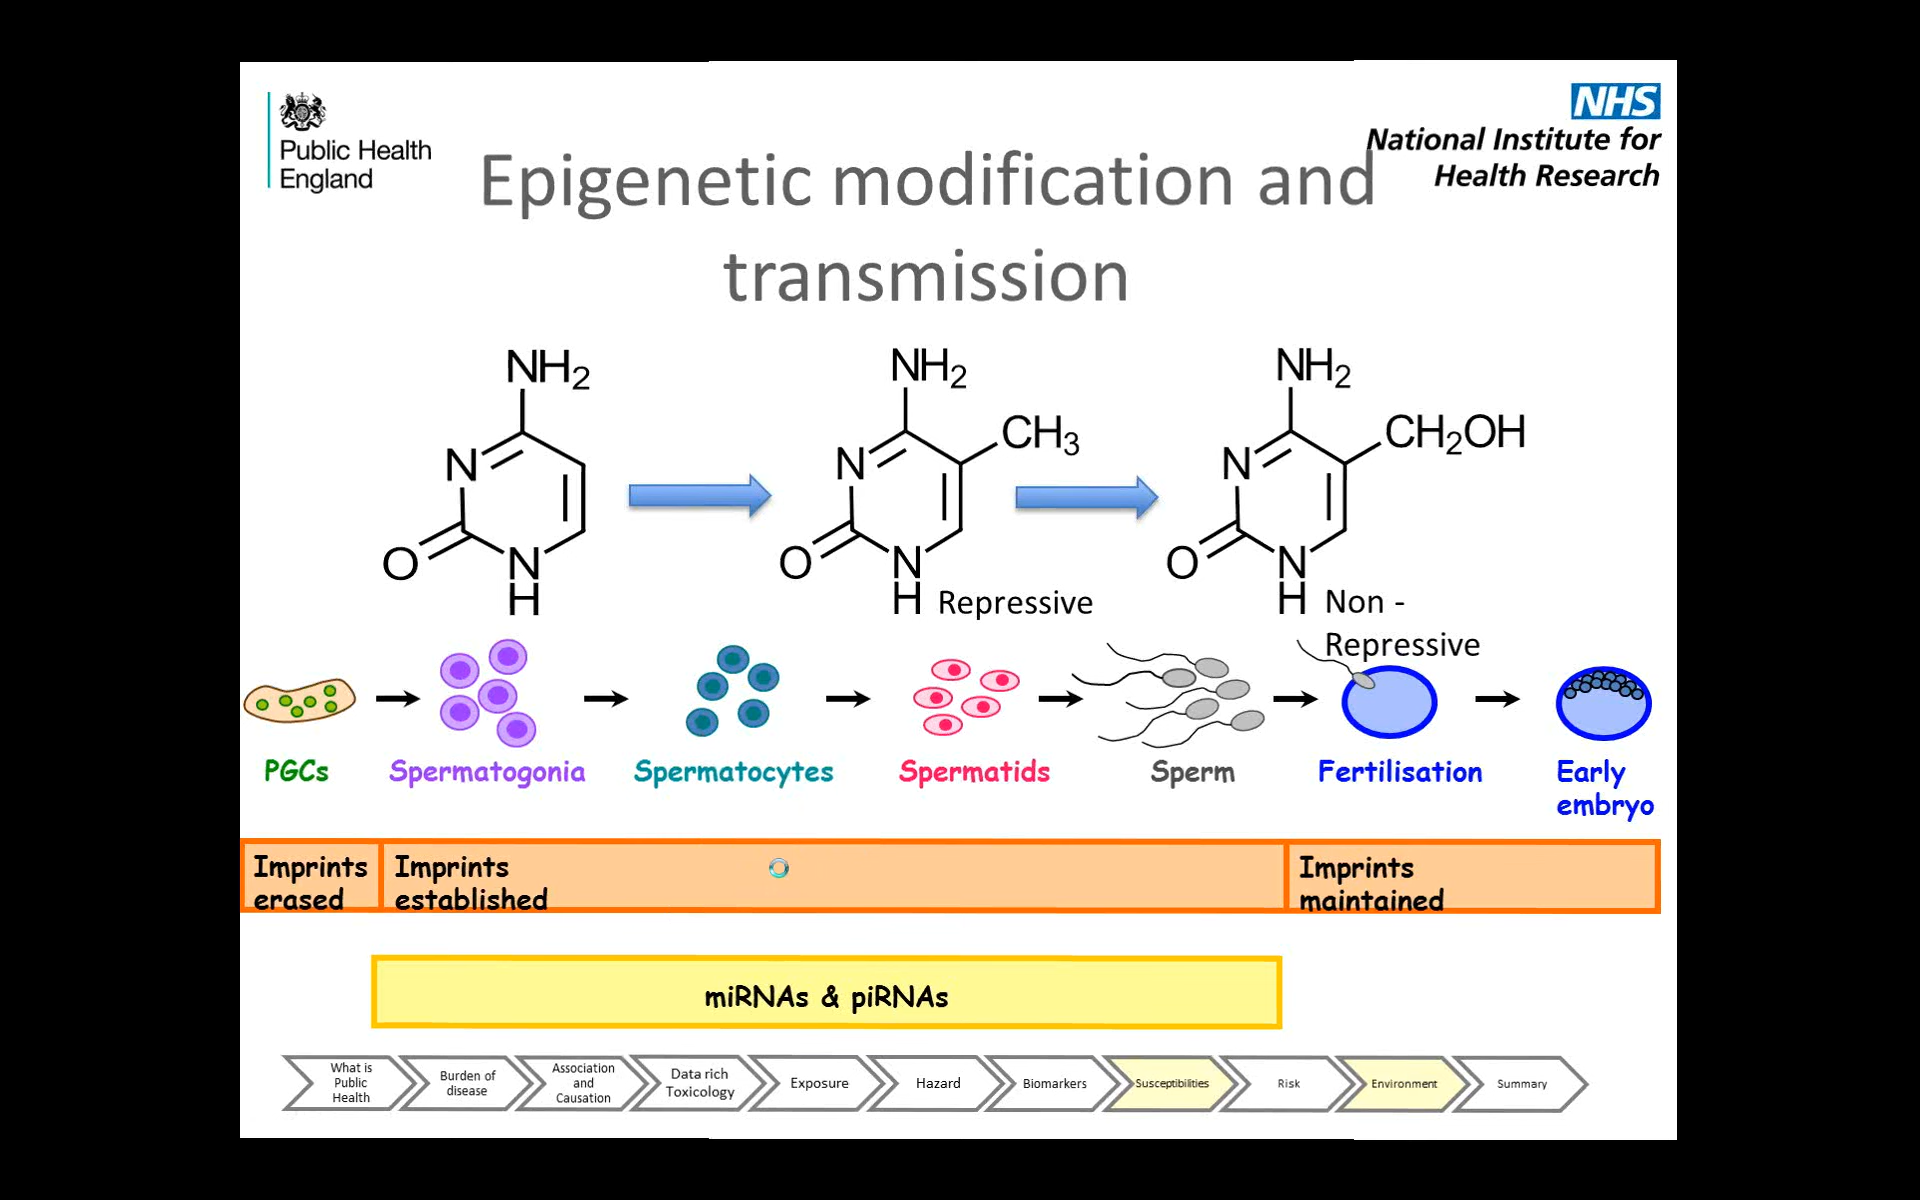 Public Health
England
NHS
National Institute for
Health Research
Epigenetic modification and
transmission
NH2
N
O
N
H
NH2
CH3
N
O
N
H
Repressive
NH2
CH2OH
N
O
N
H
Non -
Repressive
PGCs
Spermatogonia
Spermatocytes
Spermatids
Sperm
Fertilisation
Early
embryo
Imprints
erased
Imprints
established
Imprints
maintained
miRNAs & piRNAs
What is
Public
Health
Burden of
disease
Association
and
Causation
Data rich
Toxicology
Exposure
Hazard
Biomarkers
Susceptibilities
Risk
Environment
Summary